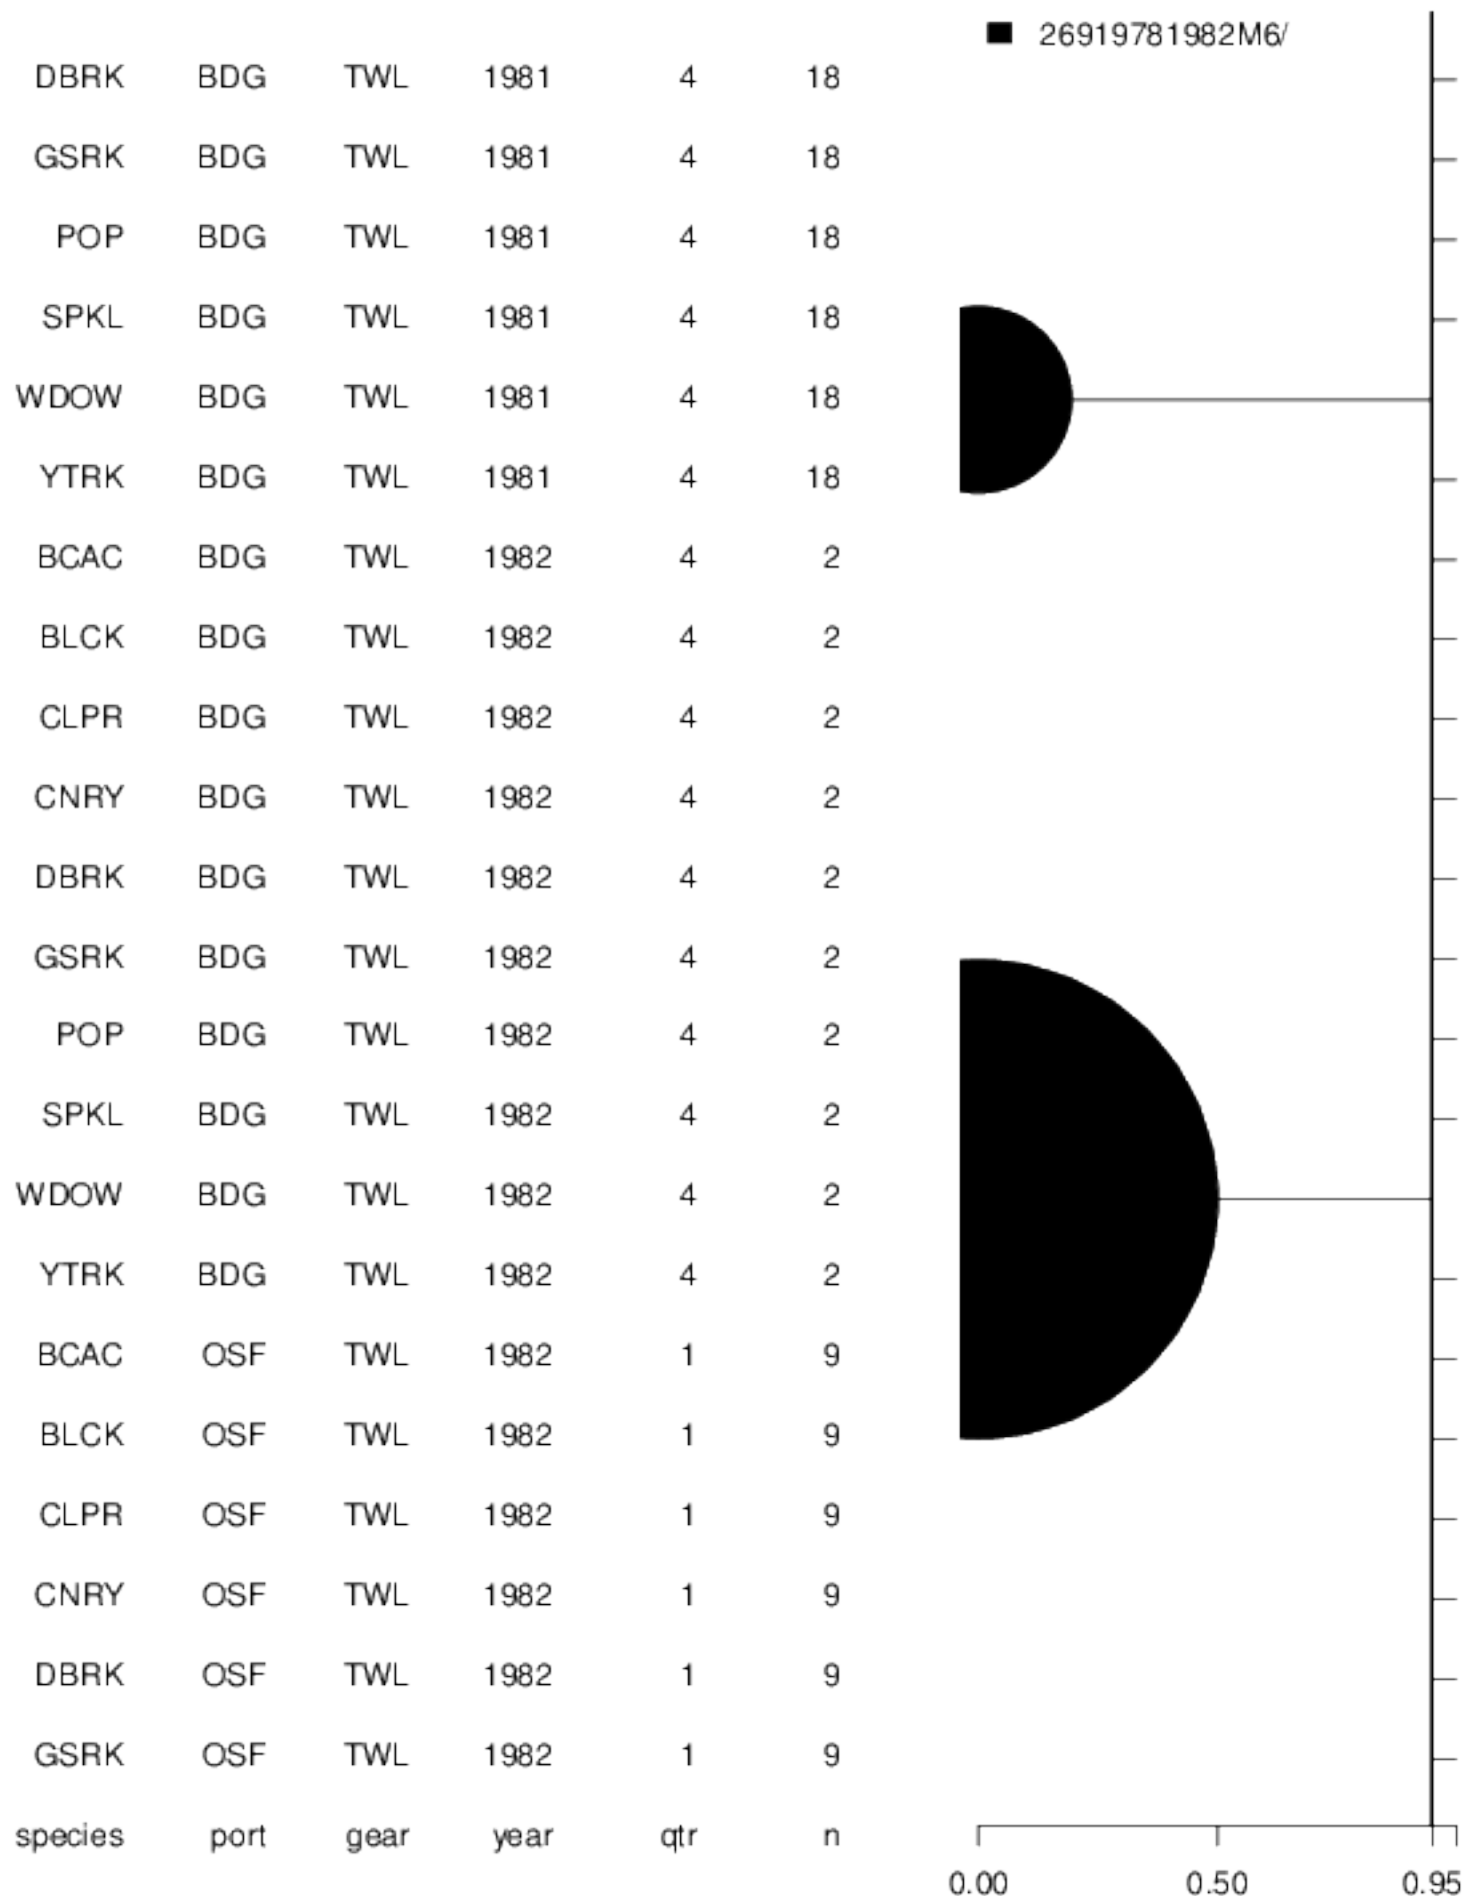 26919781982M6/
DBRK BDG TWL 1981 4 18
GSRK BDG TWL 1981 4 18
POP BDG TWL 1981 4 18
SPKL BDG TWL 1981 4 18
WDOW BDG TWL 1981 4 18
YTRK BDG TWL 1981 4 18
BCAC BDG TWL 1982 4 2
BLCK BDG TWL 1982 4 2
CLPR BDG TWL 1982 4 2
CNRY BDG TWL 1982 4 2
DBRK BDG TWL 1982 4 2
GSRK BDG TWL 1982 4 2
POP BDG TWL 1982 4 2
SPKL BDG TWL 1982 4 2
WDOW BDG TWL 1982 4 2
YTRK BDG TWL 1982 4 2
BCAC OSF TWL 1982 1 9
BLCK OSF TWL 1982 1 9
CLPR OSF TWL 1982 1 9
CNRY OSF TWL 1982 1 9
DBRK OSF TWL 1982 1 9
GSRK OSF TWL 1982 1 9
species port gear year qtr n
0.00 0.50 0.95